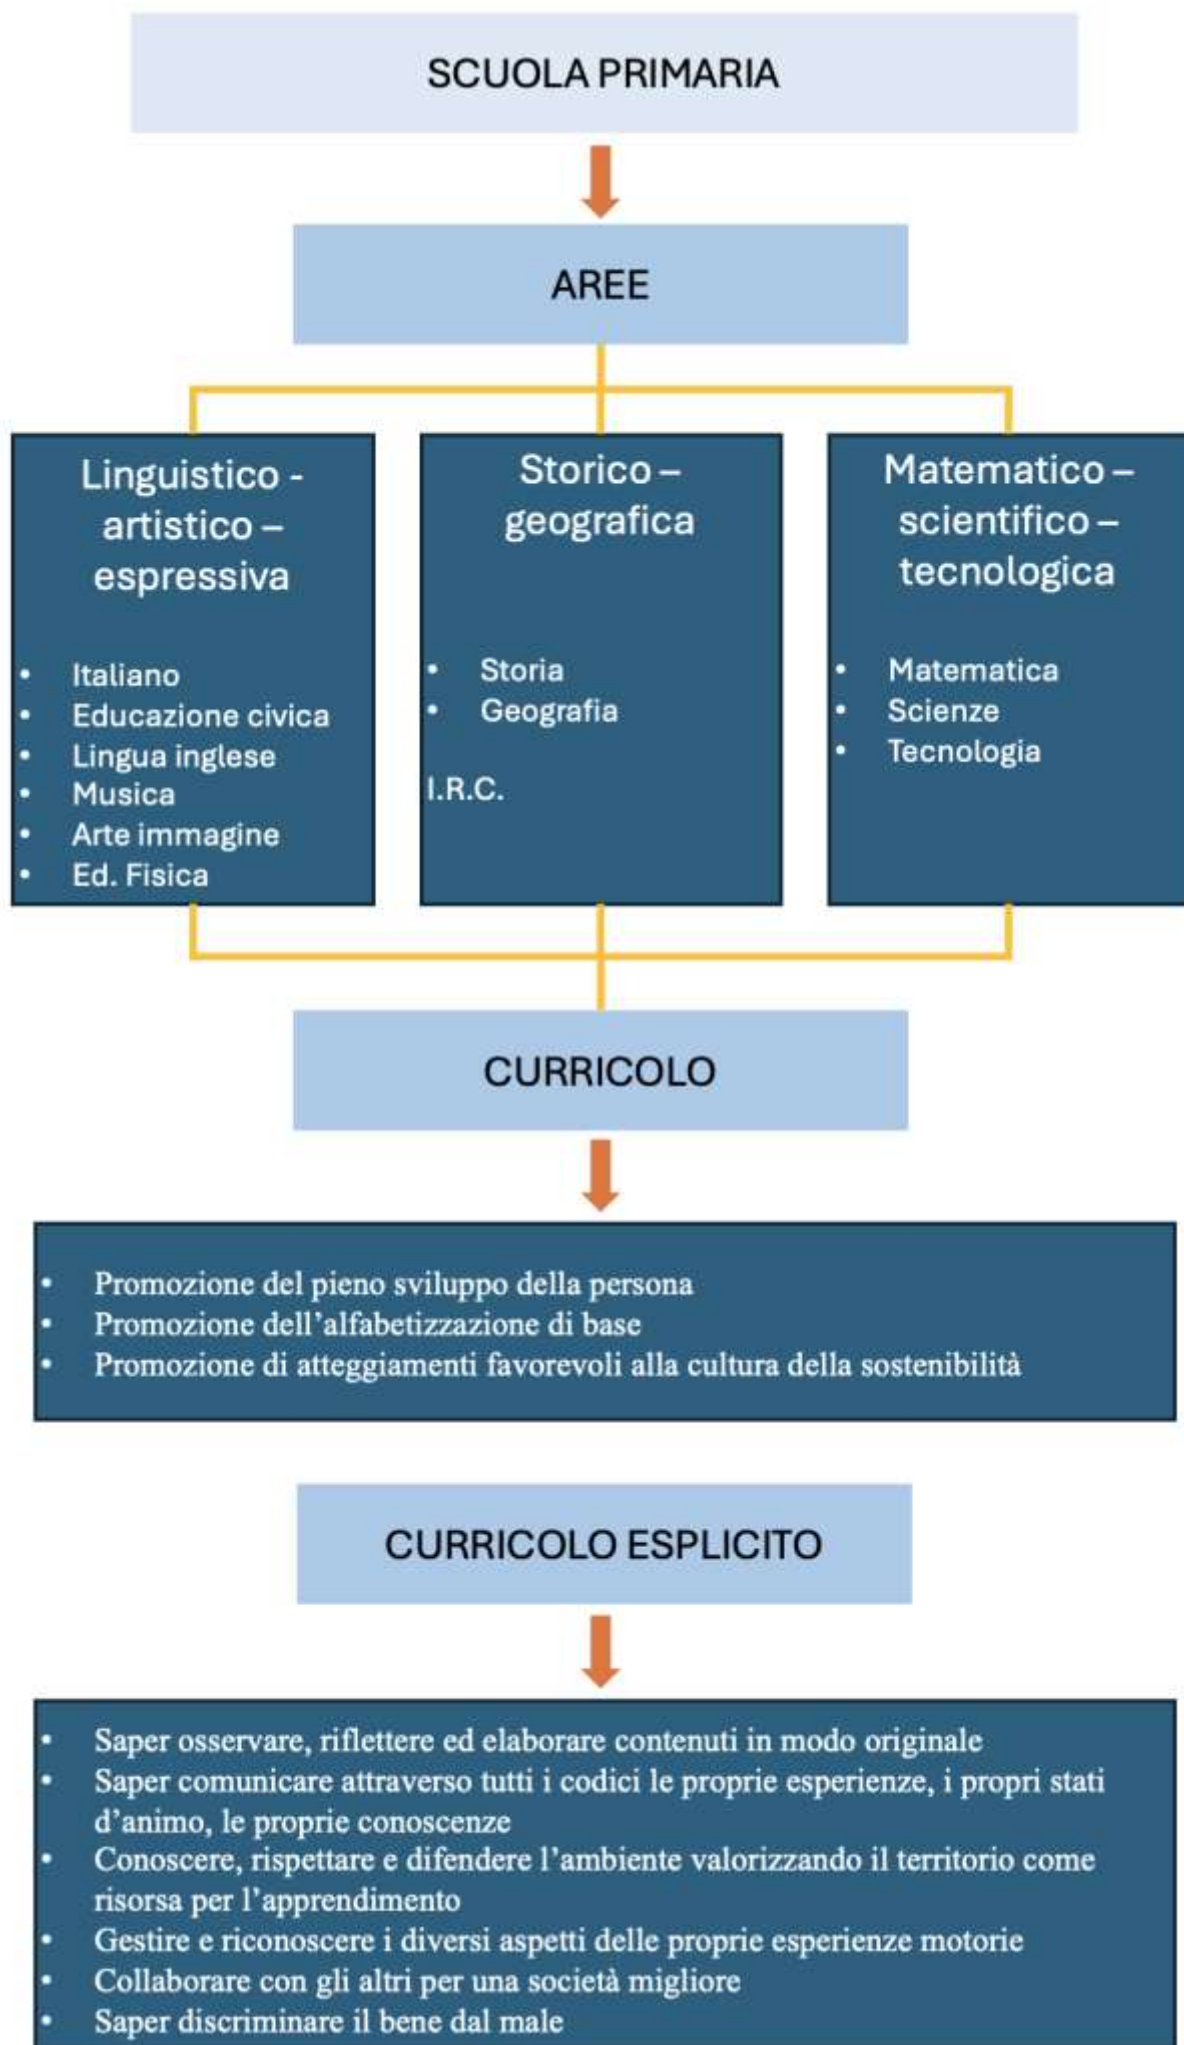 SCUOLA PRIMARIA
AREE
Linguistico -
artistico –
espressiva
• Italiano
• Educazione civica
• Lingua inglese
• Musica
• Arte immagine
• Ed. Fisica
Storico –
geografica
• Storia
• Geografia
I.R.C.
Matematico –
scientifico –
tecnologica
• Matematica
• Scienze
• Tecnologia
CURRICOLO
• Promozione del pieno sviluppo della persona
• Promozione dell’alfabetizzazione di base
• Promozione di atteggiamenti favorevoli alla cultura della sostenibilità
CURRICOLO ESPLICITO
• Saper osservare, riflettere ed elaborare contenuti in modo originale
• Saper comunicare attraverso tutti i codici le proprie esperienze, i propri stati
d’animo, le proprie conoscenze
• Conoscere, rispettare e difendere l’ambiente valorizzando il territorio come
risorsa per l’apprendimento
• Gestire e riconoscere i diversi aspetti delle proprie esperienze motorie
• Collaborare con gli altri per una società migliore
• Saper discriminare il bene dal male